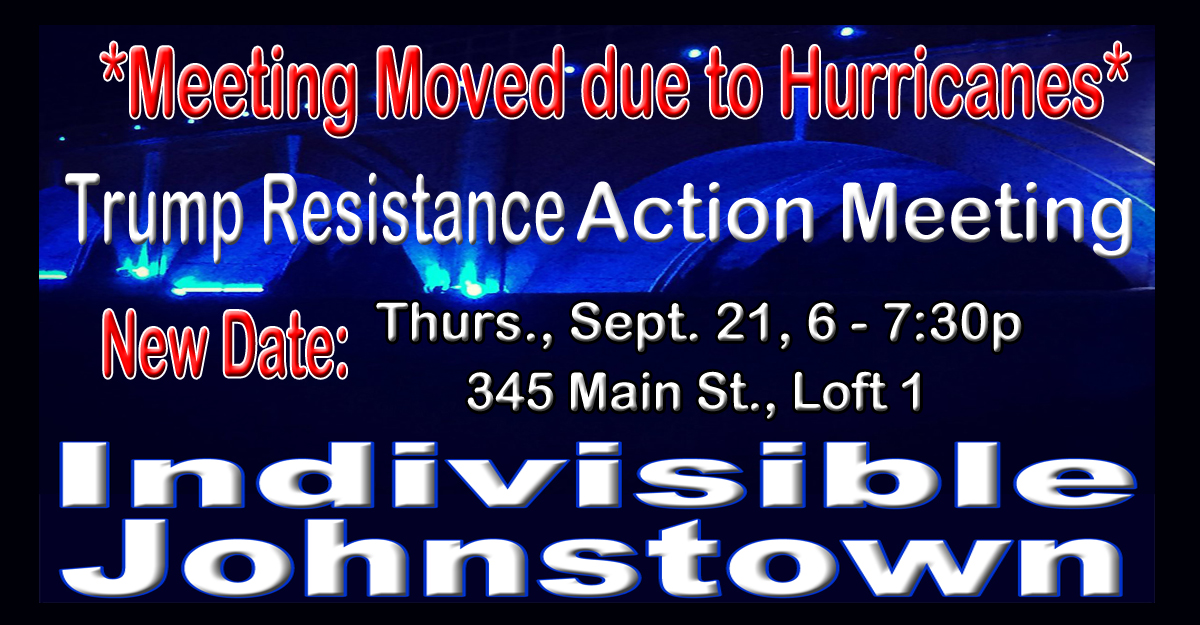 *Meeting Moved due to Hurricanes*
Trump Resistance Action Meeting
New Date: Thurs., Sept. 21, 6 - 7:30p
345 Main St., Loft 1
Indivisible
Johnstown